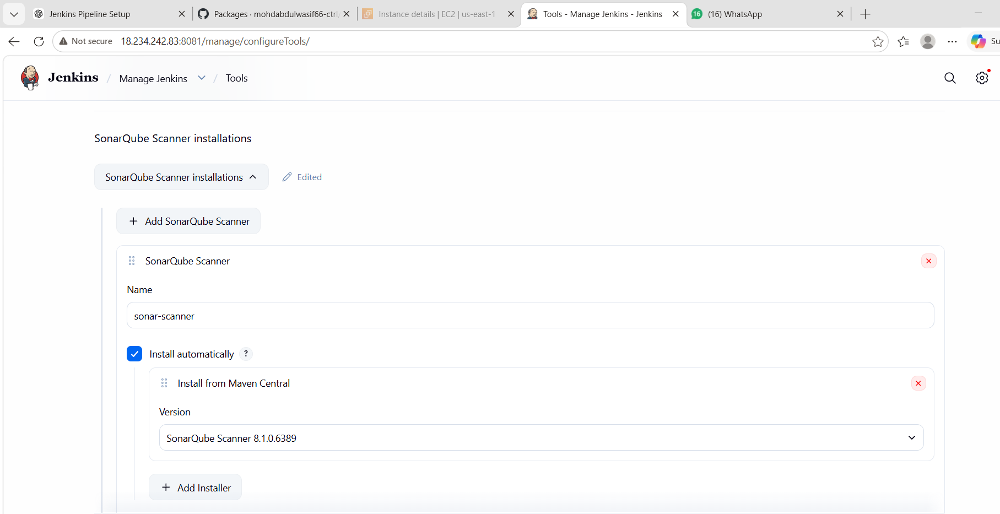 Jenkins Pipeline Setup
Packages · mohdabdulwasif66-ctrl/
Instance details | EC2 | us-east-1
Tools - Manage Jenkins - Jenkins
16
(16) WhatsApp
Not secure
18.234.242.83:8081/manage/configureTools/
Su
Jenkins / Manage Jenkins / Tools
SonarQube Scanner installations
SonarQube Scanner installations
Edited
+ Add SonarQube Scanner
SonarQube Scanner
Name
sonar-scanner
Install automatically ?
Install from Maven Central
Version
SonarQube Scanner 8.1.0.6389
+ Add Installer